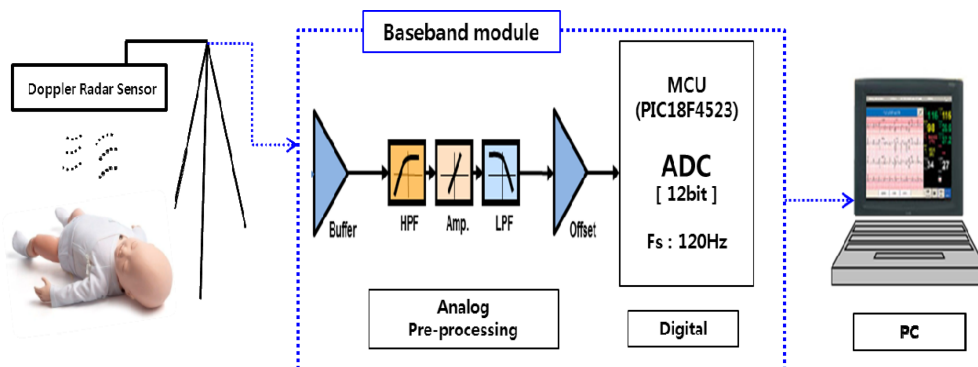 Baseband module
Doppler Radar Sensor
MCU
(PIC18F4523)
ADC
[ 12bit ]
Fs : 120Hz
Buffer
HPF
Amp.
LPF
Offset
Analog
Pre-processing
Digital
PC